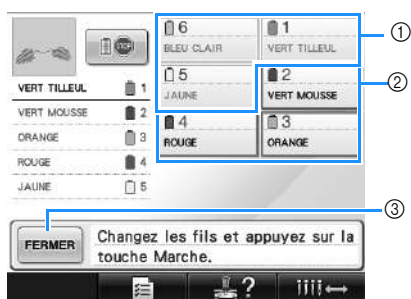 6
BLEU CLAIR
1
VERT TILLEUL
①
5
JAUNE
2
VERT MOUSSE
②
4
ROUGE
3
ORANGE
VERT TILLEUL 1
VERT MOUSSE 2
ORANGE 3
ROUGE 4
JAUNE 5
③
FERMER
Changez les fils et appuyez sur la
touche Marche.
?